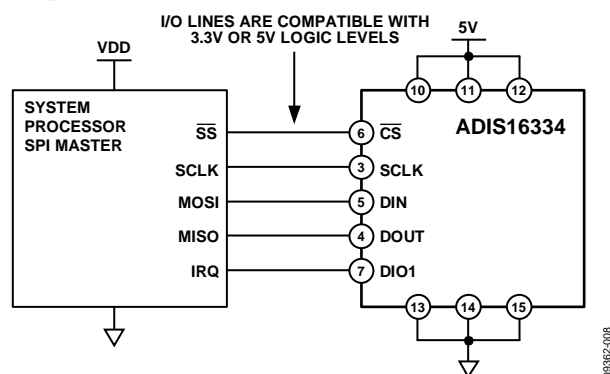 I/O LINES ARE COMPATIBLE WITH
3.3V OR 5V LOGIC LEVELS
VDD
5V
10
11
12
SYSTEM
PROCESSOR
SPI MASTER
ADIS16334
SS
6
CS
SCLK
3
SCLK
MOSI
5
DIN
MISO
4
DOUT
IRQ
7
DIO1
13
14
15
09362-008